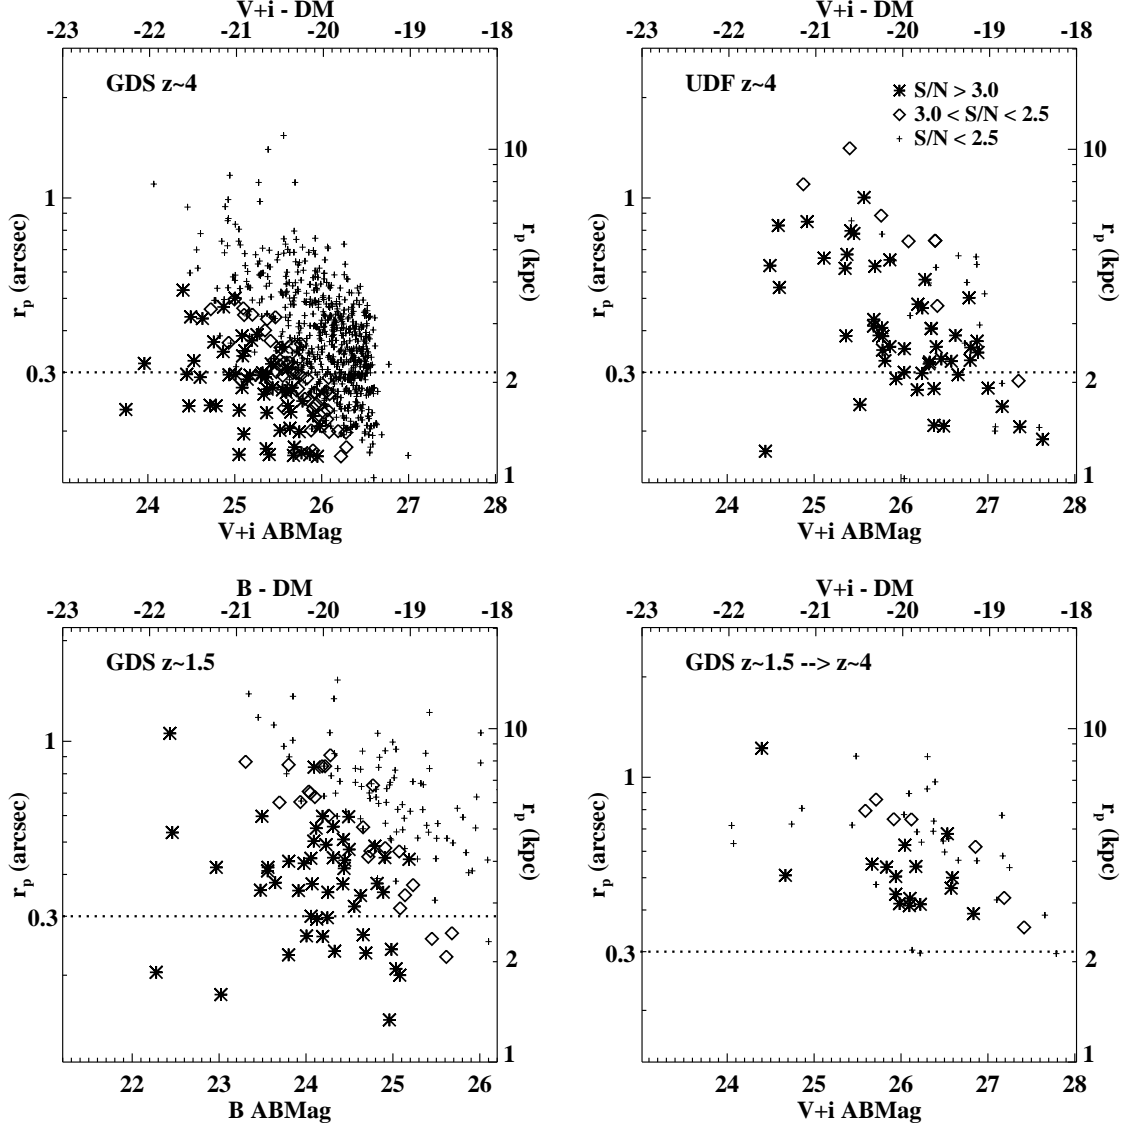 V+i - DM
-23 -22 -21 -20 -19 -18
GDS z~4
r_p (arcsec)
1
0.3
r_p (kpc)
10
2
1
24 25 26 27 28
V+i ABMag
V+i - DM
-23 -22 -21 -20 -19 -18
UDF z~4
S/N > 3.0
3.0 < S/N < 2.5
S/N < 2.5
r_p (arcsec)
1
0.3
r_p (kpc)
10
2
1
24 25 26 27 28
V+i ABMag
B - DM
-23 -22 -21 -20 -19 -18
GDS z~1.5
r_p (arcsec)
1
0.3
r_p (kpc)
10
2
1
22 23 24 25 26
B ABMag
V+i - DM
-23 -22 -21 -20 -19 -18
GDS z~1.5 --> z~4
r_p (arcsec)
1
0.3
r_p (kpc)
10
2
1
24 25 26 27 28
V+i ABMag